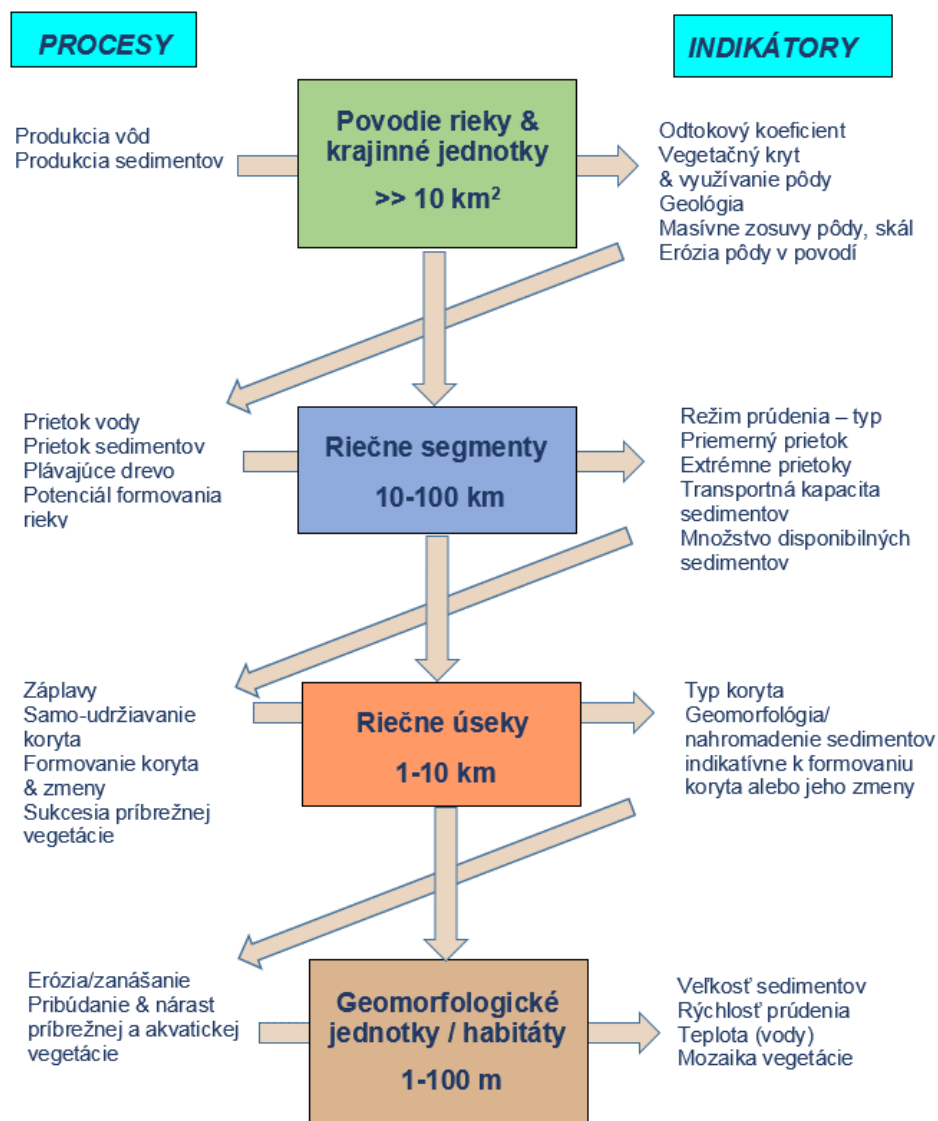 PROCESY
INDIKÁTORY
Produkcia vôd
Produkcia sedimentov
Povodie rieky &
krajinné jednotky
>> 10 km²
Odtokový koeficient
Vegetačný kryt
& využívanie pôdy
Geológia
Masívne zosuvy pôdy, skál
Erózia pôdy v povodí
Prietok vody
Prietok sedimentov
Plávajúce drevo
Potenciál formovania
rieky
Riečne segmenty
10-100 km
Režim prúdenia – typ
Priemerný prietok
Extrémne prietoky
Transportná kapacita
sedimentov
Množstvo disponibilných
sedimentov
Záplavy
Samo-udržiavanie
koryta
Formovanie koryta
& zmeny
Sukcesia príbrežnej
vegetácie
Riečne úseky
1-10 km
Typ koryta
Geomorfológia/
nahromadenie sedimentov
indikatívne k formovaniu
koryta alebo jeho zmeny
Erózia/zanášanie
Pribúdanie & nárast
príbrežnej a akvatickej
vegetácie
Geomorfologické
jednotky / habitáty
1-100 m
Veľkosť sedimentov
Rýchlosť prúdenia
Teplota (vody)
Mozaika vegetácie